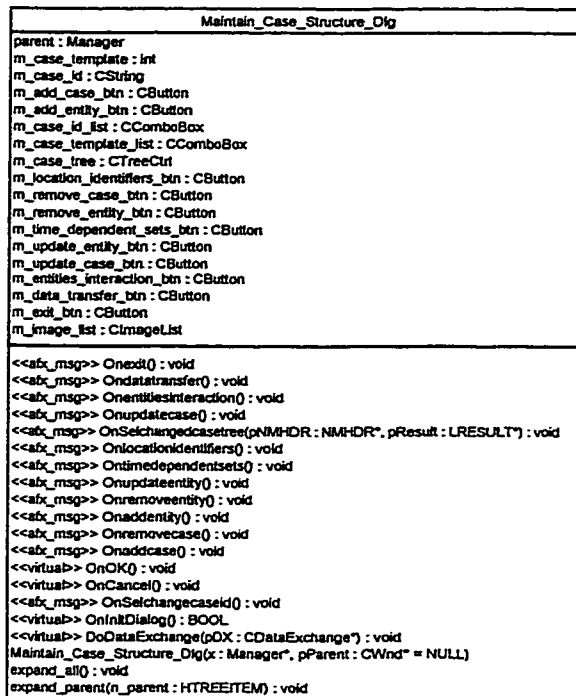 Maintain_Case_Structure_Dlg
parent : Manager
m_case_template : int
m_case_id : CString
m_add_case_btn : CButton
m_add_entity_btn : CButton
m_case_id_list : CComboBox
m_case_template_list : CComboBox
m_case_tree : CTreeCtrl
m_location_identifiers_btn : CButton
m_remove_case_btn : CButton
m_remove_entity_btn : CButton
m_time_dependent_sets_btn : CButton
m_update_entity_btn : CButton
m_update_case_btn : CButton
m_entities_interaction_btn : CButton
m_data_transfer_btn : CButton
m_exit_btn : CButton
m_image_list : CImageList
<<afx_msg>> Onexit() : void
<<afx_msg>> Ondatatransfer() : void
<<afx_msg>> Onentitiesinteraction() : void
<<afx_msg>> Onupdatecase() : void
<<afx_msg>> OnSelchangedcasetree(pNMHDR : NMHDR*, pResult : LRESULT*) : void
<<afx_msg>> Onlocationidentifiers() : void
<<afx_msg>> Ontimedependentsets() : void
<<afx_msg>> Onupdateentity() : void
<<afx_msg>> Onremoveentity() : void
<<afx_msg>> Onaddentity() : void
<<afx_msg>> Onremovecase() : void
<<afx_msg>> Onaddcase() : void
<<virtual>> OnOK() : void
<<virtual>> OnCancel() : void
<<afx_msg>> OnSelchangecaseid() : void
<<virtual>> OnInitDialog() : BOOL
<<virtual>> DoDataExchange(pDX : CDataExchange*) : void
Maintain_Case_Structure_Dlg(x : Manager*, pParent : CWnd* = NULL)
expand_all() : void
expand_parent(n_parent : HTREEITEM) : void